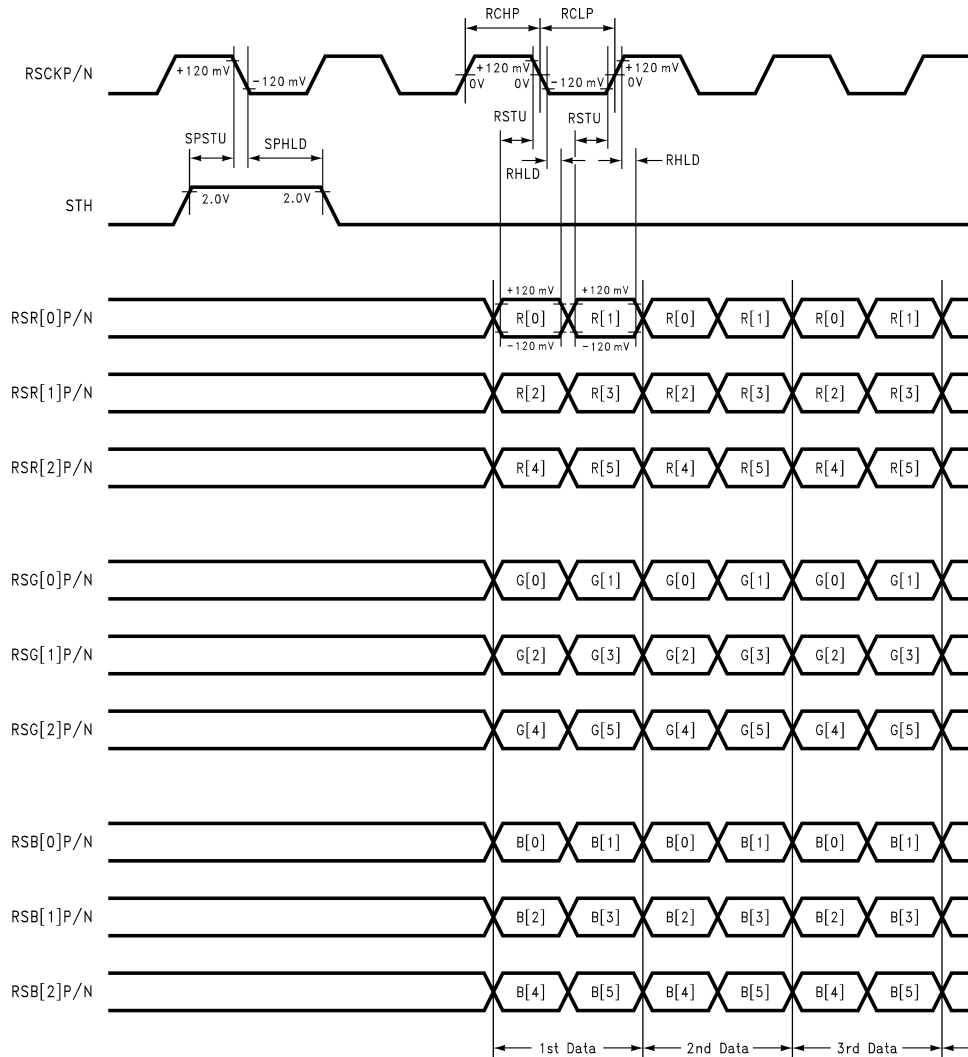 RCHP RCLP
RSCKP/N +120 mV -120 mV +120 mV 0V 0V -120 mV +120 mV 0V
SPSTU SPHLD RSTU RSTU
RHLD RHLD
STH 2.0V 2.0V
+120 mV +120 mV
RSR[0]P/N R[0] R[1] R[0] R[1] R[0] R[1]
-120 mV -120 mV
RSR[1]P/N R[2] R[3] R[2] R[3] R[2] R[3]
RSR[2]P/N R[4] R[5] R[4] R[5] R[4] R[5]
RSG[0]P/N G[0] G[1] G[0] G[1] G[0] G[1]
RSG[1]P/N G[2] G[3] G[2] G[3] G[2] G[3]
RSG[2]P/N G[4] G[5] G[4] G[5] G[4] G[5]
RSB[0]P/N B[0] B[1] B[0] B[1] B[0] B[1]
RSB[1]P/N B[2] B[3] B[2] B[3] B[2] B[3]
RSB[2]P/N B[4] B[5] B[4] B[5] B[4] B[5]
1st Data 2nd Data 3rd Data